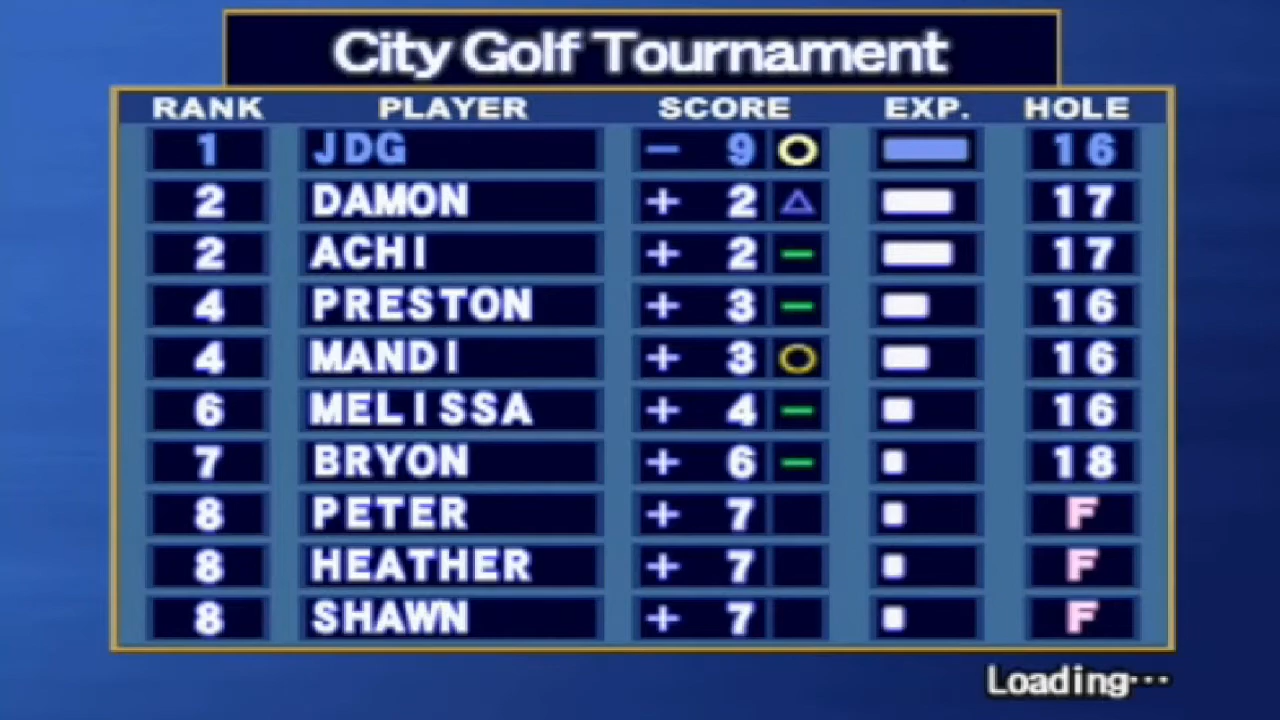 City Golf Tournament
RANK PLAYER SCORE EXP. HOLE
1 JDG - 9 16
2 DAMON + 2 17
2 ACHI + 2 17
4 PRESTON + 3 16
4 MANDI + 3 16
6 MELISSA + 4 16
7 BRYON + 6 18
8 PETER + 7 F
8 HEATHER + 7 F
8 SHAWN + 7 F
Loading···